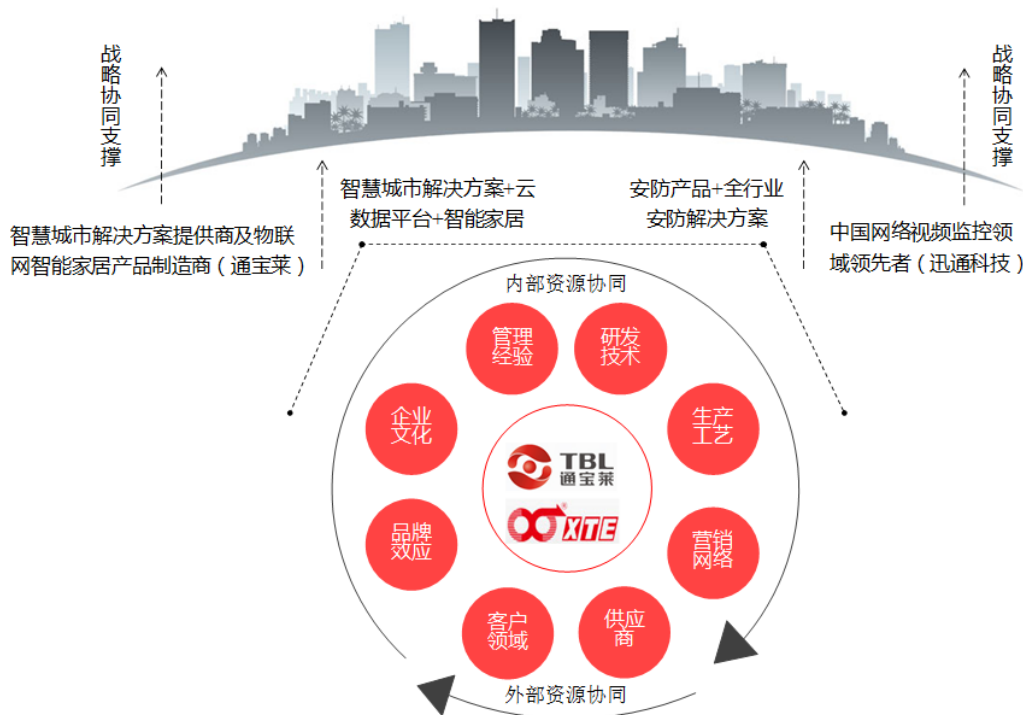 战略协同支撑
战略协同支撑
智慧城市解决方案+云
数据平台+智能家居
安防产品+全行业
安防解决方案
智慧城市解决方案提供商及物联
网智能家居产品制造商（通宝莱）
中国网络视频监控领
域领先者（迅通科技）
内部资源协同
管理
经验
研发
技术
企业
文化
生产
工艺
TBL
通宝莱
®
XTE
品牌
效应
营销
网络
客户
领域
供应
商
外部资源协同